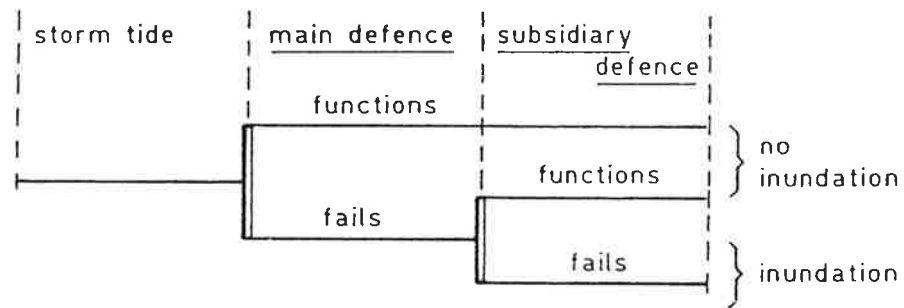 storm tide
main defence
subsidiary
defence
functions
no
inundation
functions
fails
fails
inundation